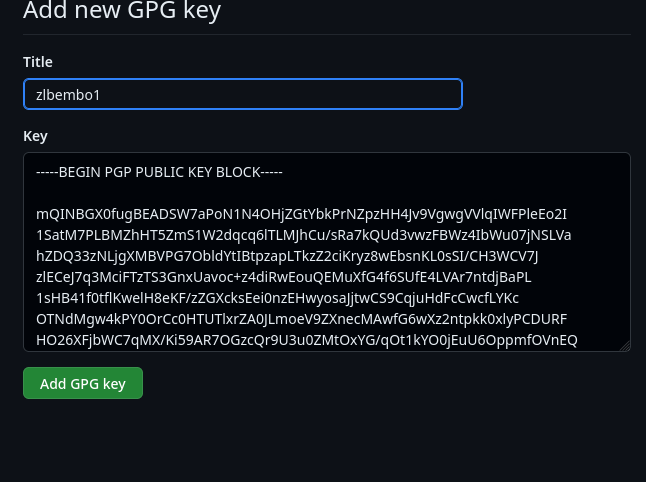 Add new GPG key
Title
zlbembo1
Key
-----BEGIN PGP PUBLIC KEY BLOCK-----
mQINBGX0fugBEADSW7aPoN1N4OHjZGtYbkPrNZpzHH4Jv9VgwgVVlqIWFPleEo2I
1SatM7PLBMZhHT5ZmS1W2dqcq6lTLMJhCu/sRa7kQUd3vwzFBWz4IbWu07jNSLVa
hZDQ33zNLjgXMBVPG7ObldYtIBtpzapLTkzZ2ciKryz8wEbsnKL0sSI/CH3WCV7J
zlECeJ7q3MciFTzTS3GnxUavoc+z4diRwEouQEMuXfG4f6SUfE4LVAr7ntdjBaPL
1sHB41f0tflKwelH8eKF/zZGXcksEei0nzEHwyosaJjtwCS9CqjuHdFcCwcfLYKc
OTNdMgw4kPY0OrCc0HTUTlxrZA0JLmoeV9ZXnecMAwfG6wXz2ntpkk0xlyPCDURF
HO26XFjbWC7qMX/Ki59AR7OGzcQr9U3u0ZMtOxYG/qOt1kYO0jEuU6OppmfOVnEQ
Add GPG key